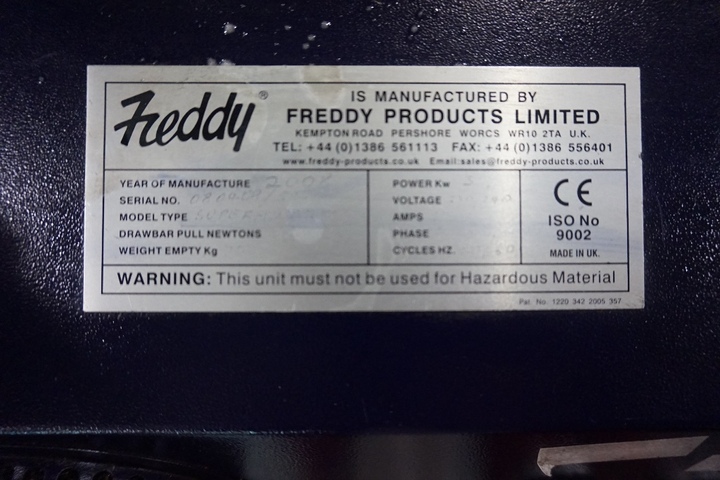 Freddy®
IS MANUFACTURED BY
FREDDY PRODUCTS LIMITED
KEMPTON ROAD PERSHORE WORCS WR10 2TA U.K.
TEL: +44 (0)1386 561113 FAX: +44 (0)1386 556401
www.freddy-products.co.uk Email:sales@freddy-products.co.uk
YEAR OF MANUFACTURE
SERIAL NO.
MODEL TYPE
DRAWBAR PULL NEWTONS
WEIGHT EMPTY Kg
POWER Kw
VOLTAGE
AMPS
PHASE
CYCLES HZ.
CE
ISO No
9002
MADE IN UK.
WARNING: This unit must not be used for Hazardous Material
Pat. No. 1220 342 2005 357